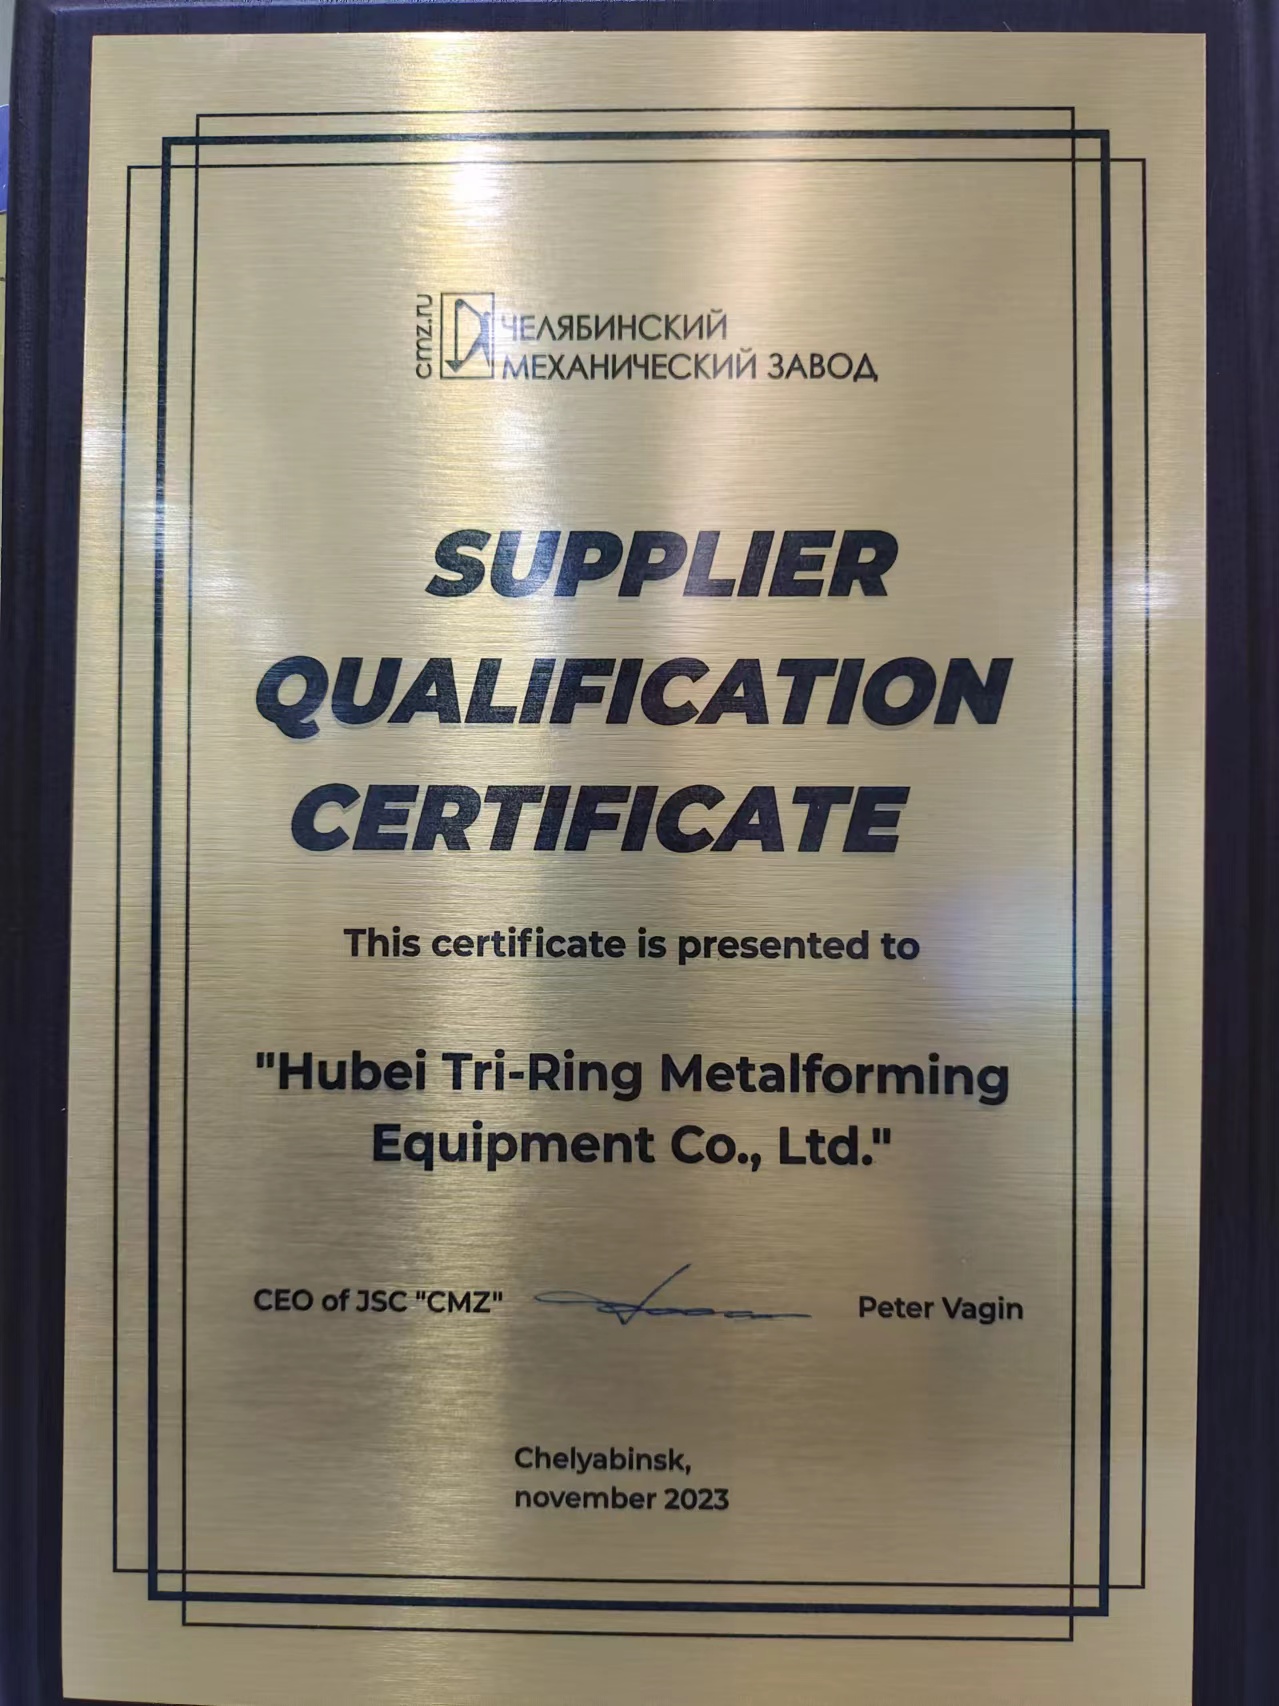 cmz.ru
ЧЕЛЯБИНСКИЙ
МЕХАНИЧЕСКИЙ ЗАВОД
SUPPLIER
QUALIFICATION
CERTIFICATE
This certificate is presented to
"Hubei Tri-Ring Metalforming
Equipment Co., Ltd."
CEO of JSC "CMZ" Peter Vagin
Chelyabinsk,
november 2023